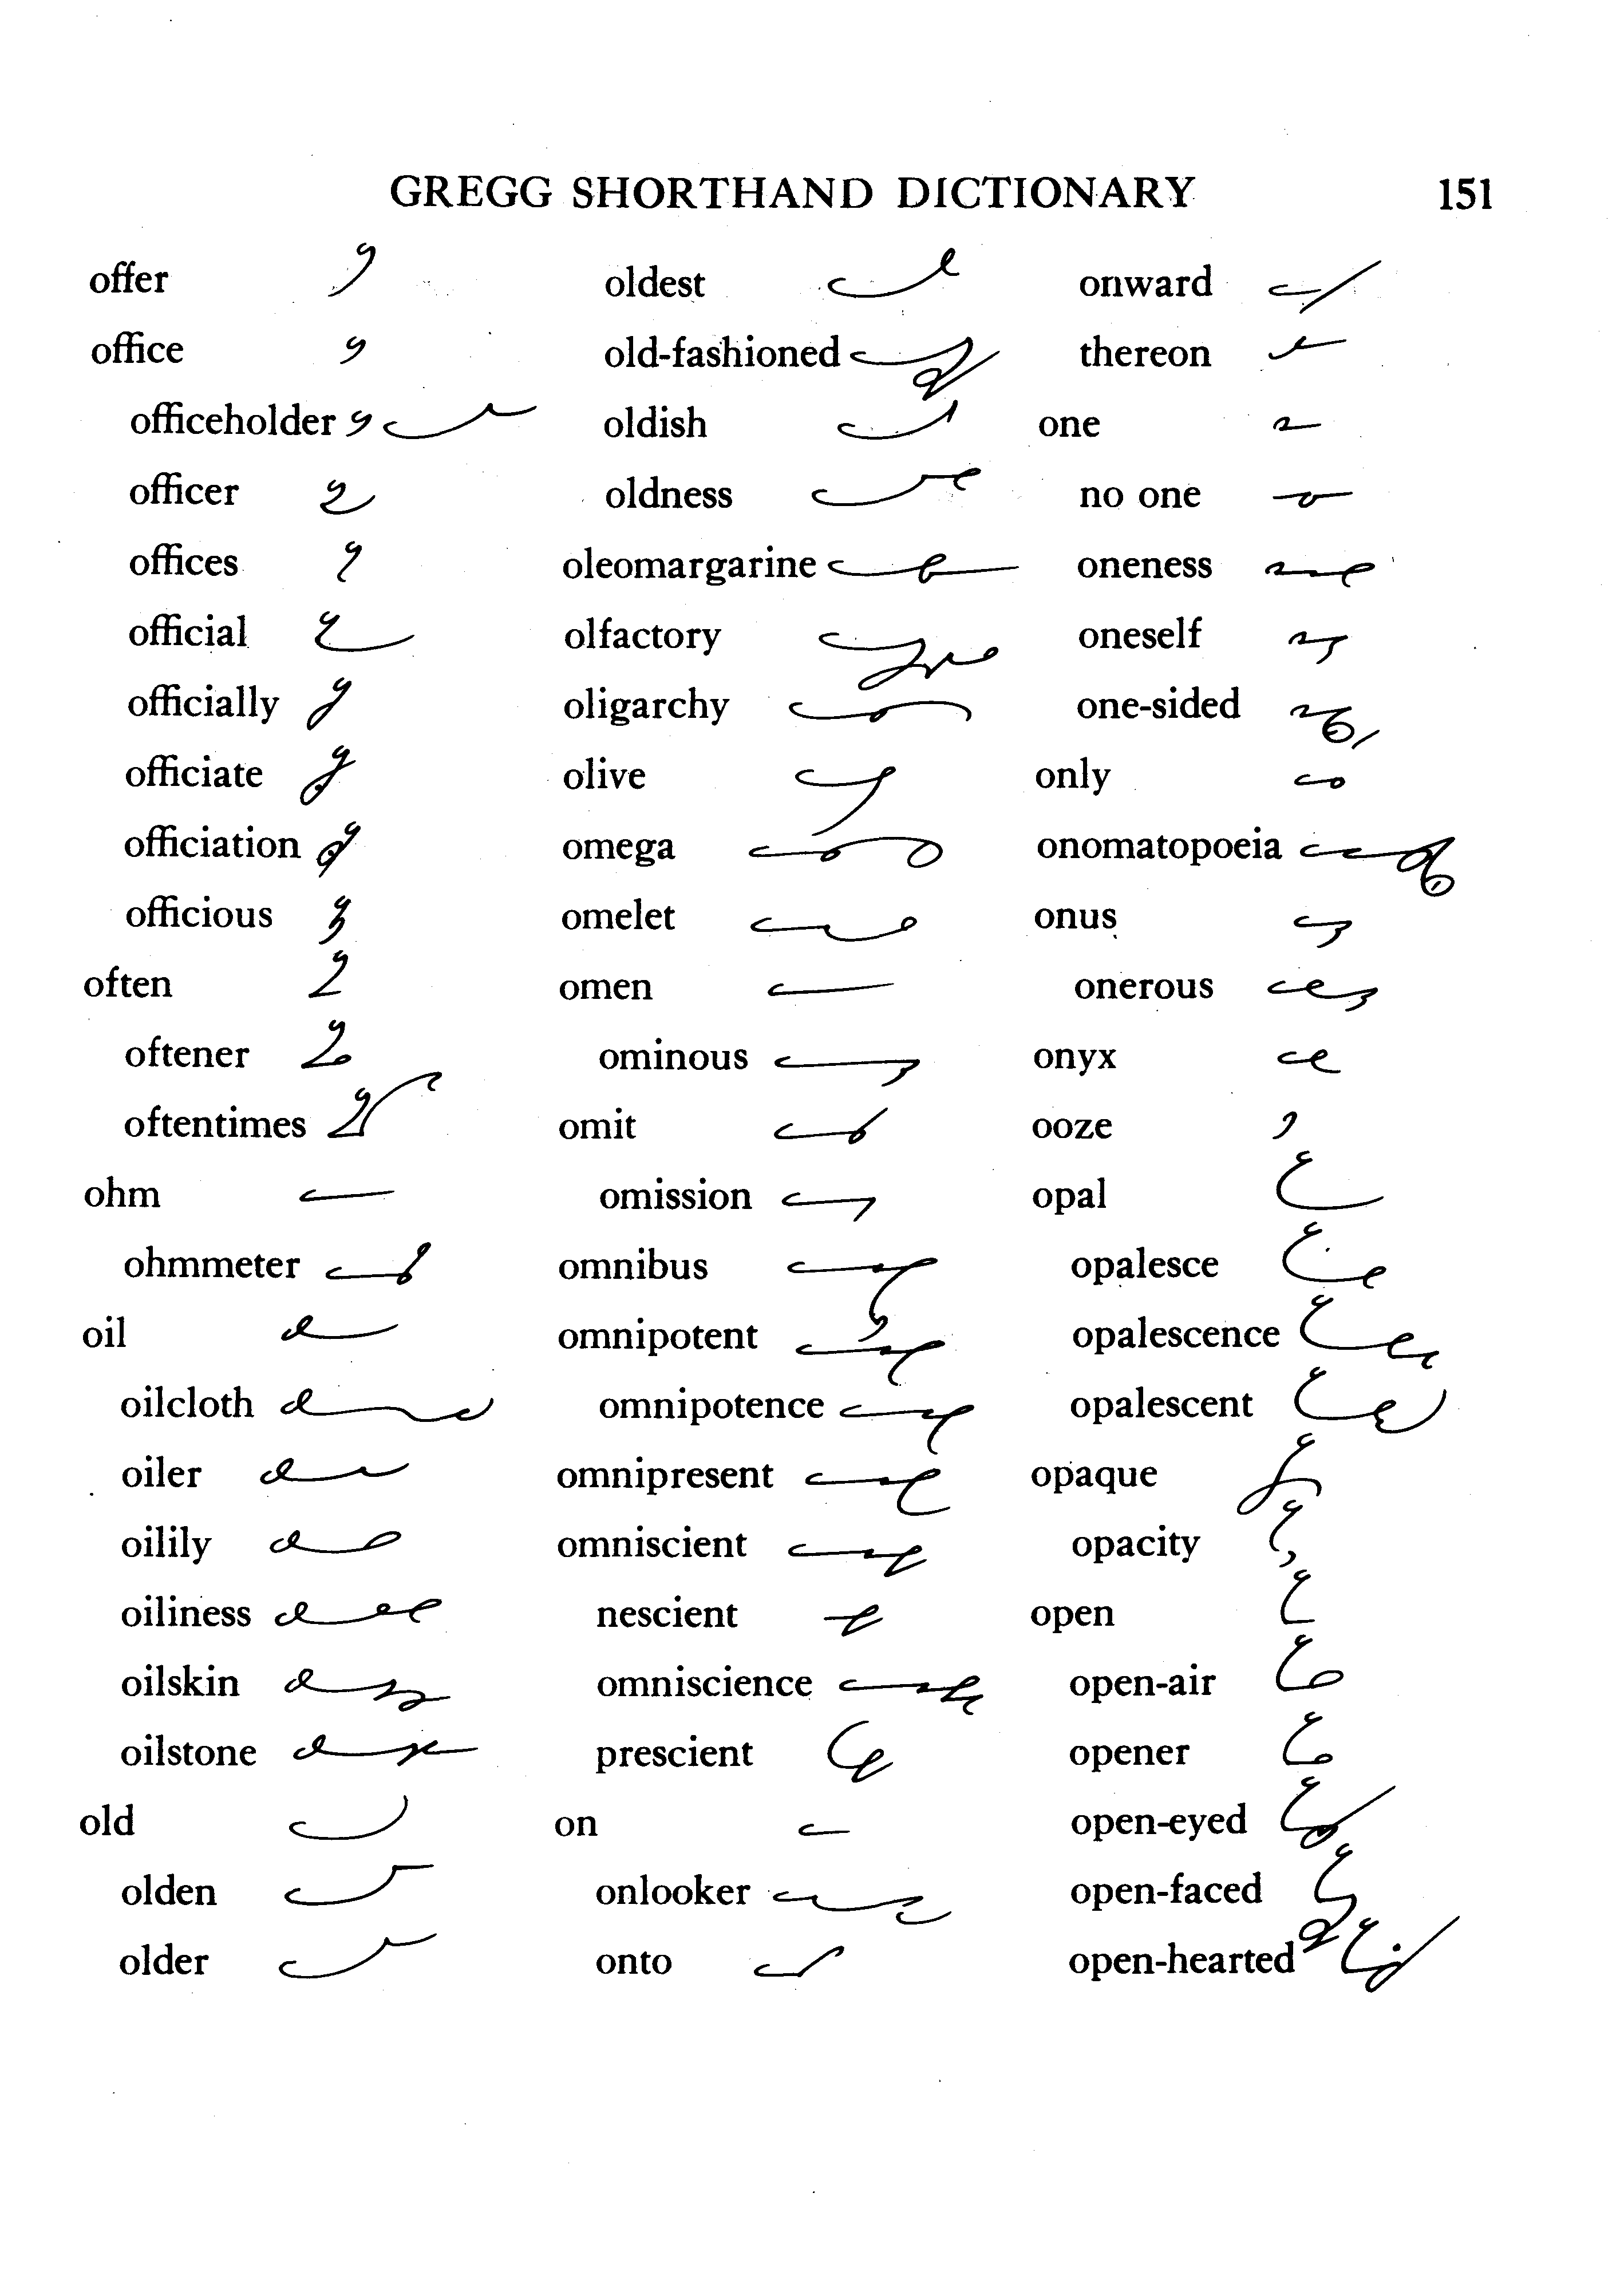 GREGG SHORTHAND DICTIONARY 151
offer
office
officeholder
officer
offices
official
officially
officiate
officiation
officious
often
oftener
oftentimes
ohm
ohmmeter
oil
oilcloth
oiler
oilily
oiliness
oilskin
oilstone
old
olden
older
oldest
old-fashioned
oldish
oldness
oleomargarine
olfactory
oligarchy
olive
omega
omelet
omen
ominous
omit
omission
omnibus
omnipotent
omnipotence
omnipresent
omniscient
nescient
omniscience
prescient
on
onlooker
onto
onward
thereon
one
no one
oneness
oneself
one-sided
only
onomatopoeia
onus
onerous
onyx
ooze
opal
opalesce
opalescence
opalescent
opaque
opacity
open
open-air
opener
open-eyed
open-faced
open-hearted